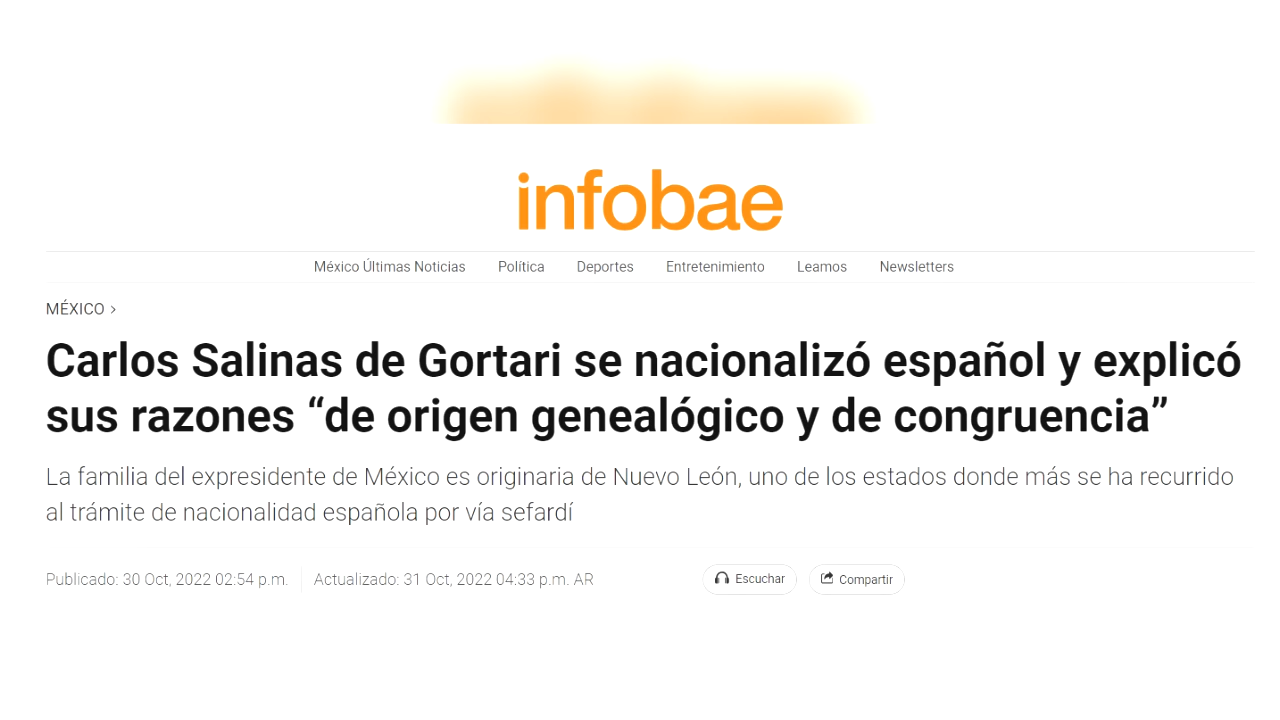 infobae
México Últimas Noticias Política Deportes Entretenimiento Leamos Newsletters
MÉXICO >
Carlos Salinas de Gortari se nacionalizó español y explicó
sus razones “de origen genealógico y de congruencia”
La familia del expresidente de México es originaria de Nuevo León, uno de los estados donde más se ha recurrido
al trámite de nacionalidad española por vía sefardí
Publicado: 30 Oct, 2022 02:54 p.m. Actualizado: 31 Oct, 2022 04:33 p.m. AR Escuchar Compartir